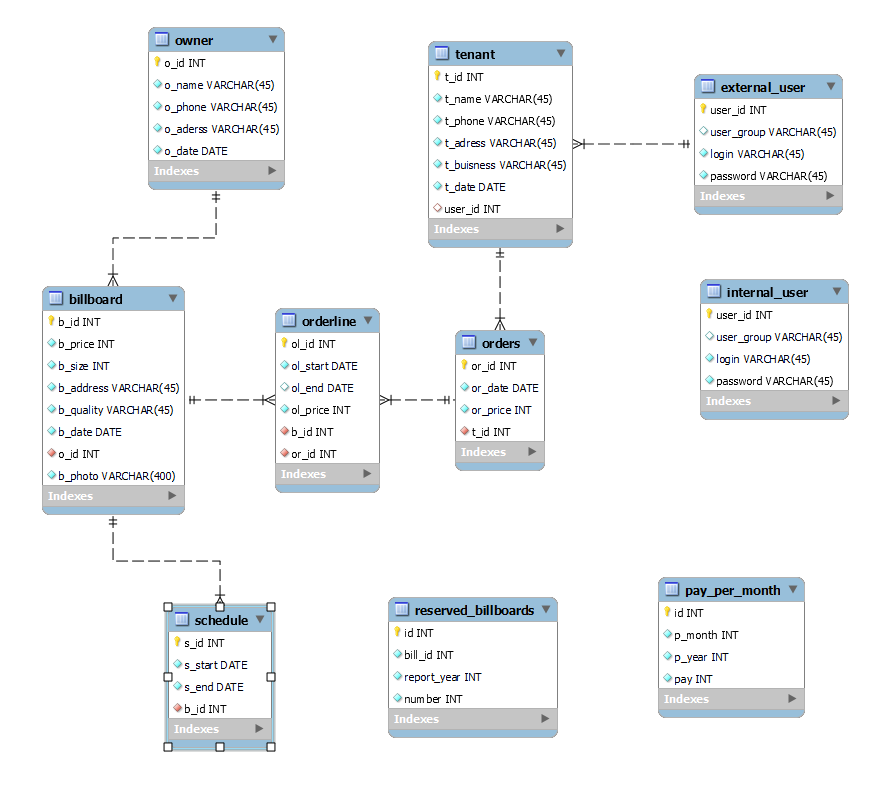 owner
o_id INT
o_name VARCHAR(45)
o_phone VARCHAR(45)
o_aderss VARCHAR(45)
o_date DATE
Indexes
tenant
t_id INT
t_name VARCHAR(45)
t_phone VARCHAR(45)
t_adress VARCHAR(45)
t_buisness VARCHAR(45)
t_date DATE
user_id INT
Indexes
external_user
user_id INT
user_group VARCHAR(45)
login VARCHAR(45)
password VARCHAR(45)
Indexes
billboard
b_id INT
b_price INT
b_size INT
b_address VARCHAR(45)
b_quality VARCHAR(45)
b_date DATE
o_id INT
b_photo VARCHAR(400)
Indexes
orderline
ol_id INT
ol_start DATE
ol_end DATE
ol_price INT
b_id INT
or_id INT
Indexes
orders
or_id INT
or_date DATE
or_price INT
t_id INT
Indexes
internal_user
user_id INT
user_group VARCHAR(45)
login VARCHAR(45)
password VARCHAR(45)
Indexes
schedule
s_id INT
s_start DATE
s_end DATE
b_id INT
Indexes
reserved_billboards
id INT
bill_id INT
report_year INT
number INT
Indexes
pay_per_month
id INT
p_month INT
p_year INT
pay INT
Indexes